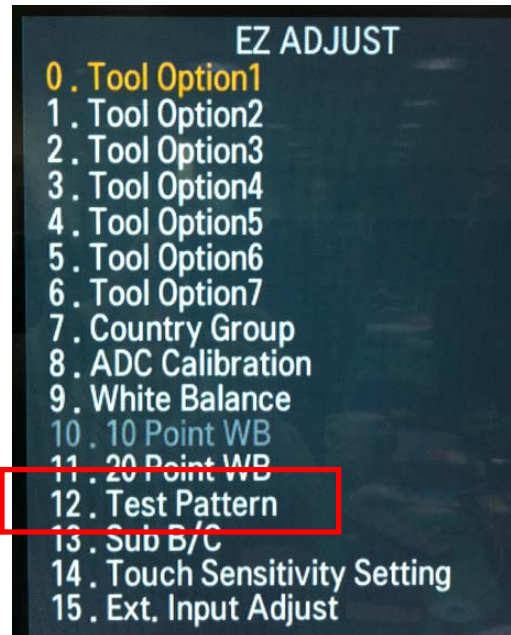 EZ ADJUST
0 . Tool Option1
1 . Tool Option2
2 . Tool Option3
3 . Tool Option4
4 . Tool Option5
5 . Tool Option6
6 . Tool Option7
7 . Country Group
8 . ADC Calibration
9 . White Balance
10 . 10 Point WB
11 . 20 Point WB
12 . Test Pattern
13 . Sub B/C
14 . Touch Sensitivity Setting
15 . Ext. Input Adjust